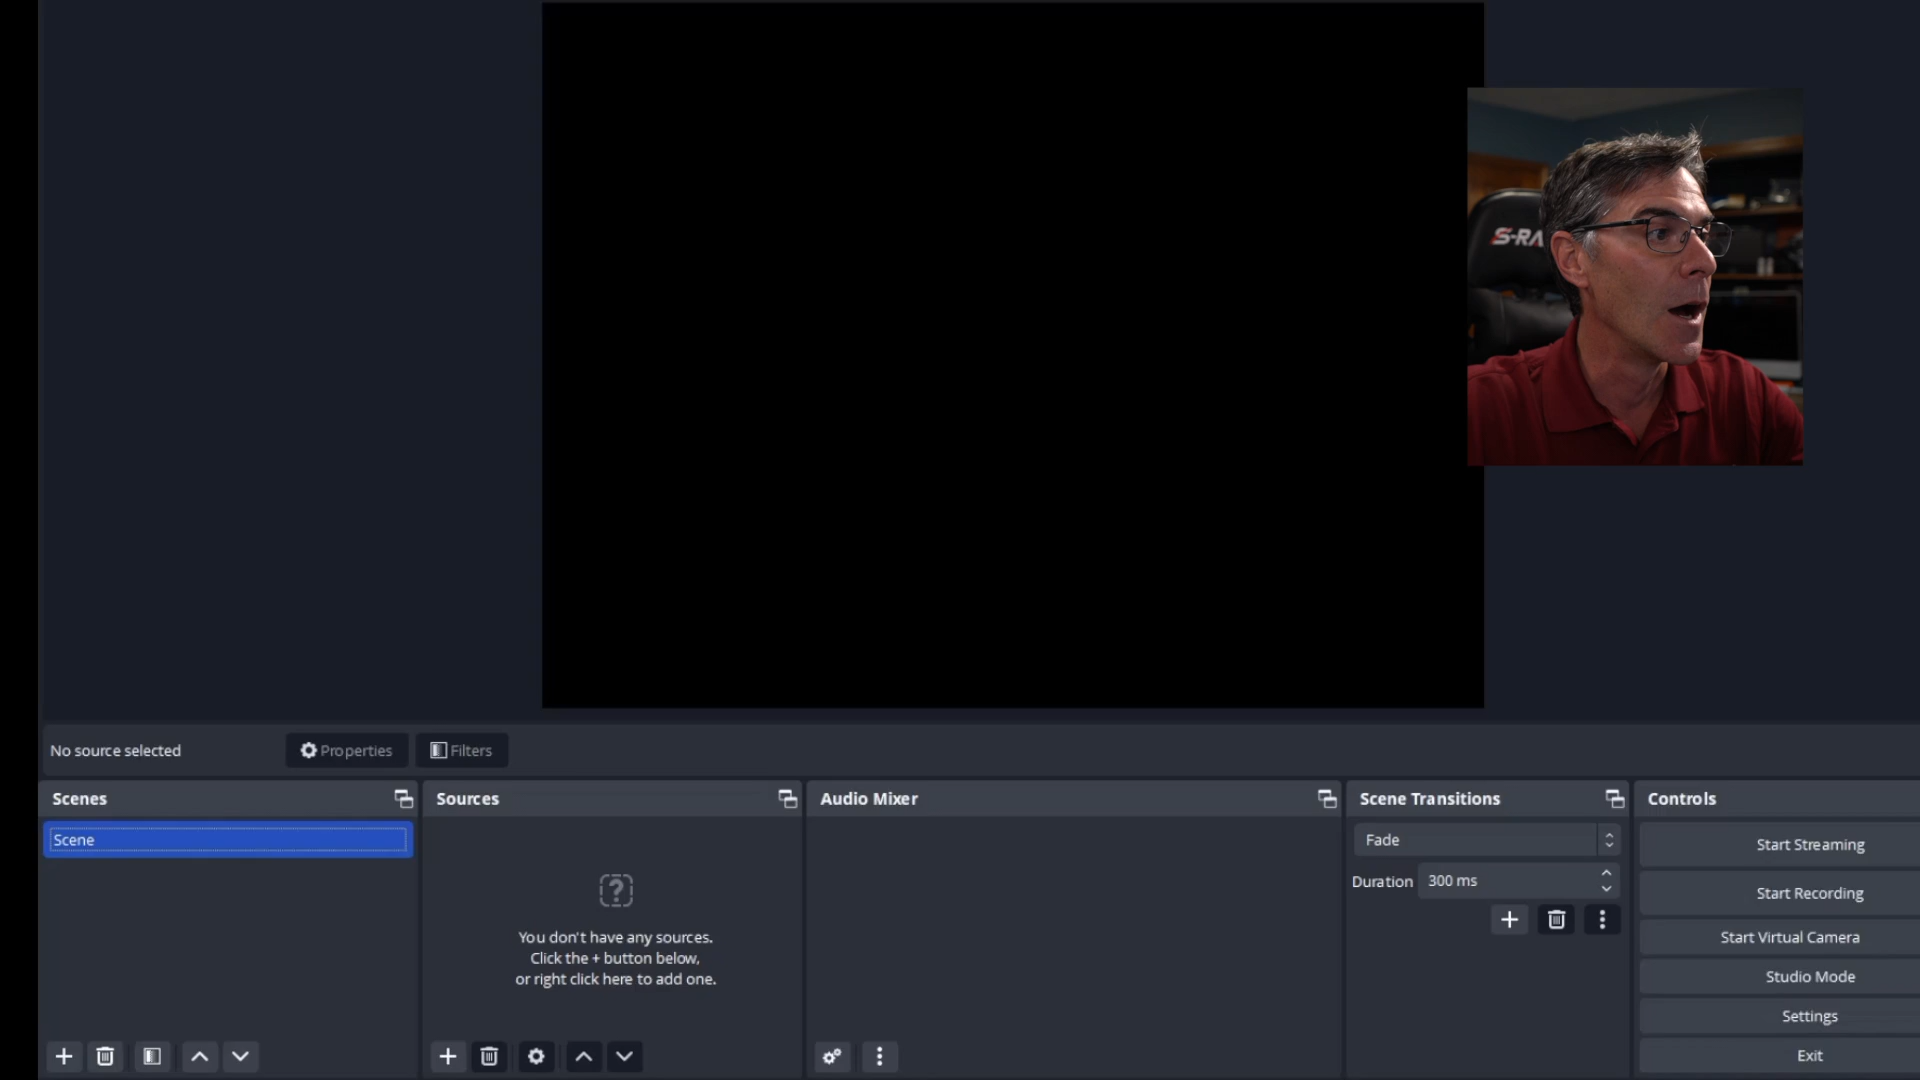 S-RA
No source selected
Properties
Filters
Scenes
Sources
Audio Mixer
Scene Transitions
Controls
Scene
You don't have any sources.
Click the + button below,
or right click here to add one.
Fade
Duration
300 ms
Start Streaming
Start Recording
Start Virtual Camera
Studio Mode
Settings
Exit